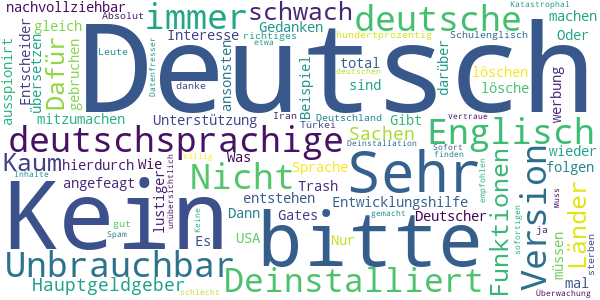 nachvollziehbar
Absolut
immer
schwach
deutsche
Katastrophal
machen
Oder
gleich
Leute
Interesse
Gedanken
hundertprozentig
Schulenglisch
ausspioniert
Entscheider
übersetzen
Dafür
gebruchen
etwa
richtiges
Deutsch
total
darüber
löschen
Datenfresser
danke
ansonsten
Beispiel
sind
lösche
werbung
mitzumachen
Unterstützung
Iran
Türkei
Deutschland
Gibt
deutschen
Deinstallation
Vertraue
Sofort
finden
deutschsprachige
Sachen
Englisch
Kaum
hierdurch
Wie
völlig
Was
Sprache
Sehr
wieder
folgen
Inhalte
angefeagt
lustiger
unübersichtlich
Nicht
Trash
entstehen
Entwicklungshilfe
empfohlen
Funktionen
sofortigen
Version
Länder
Kein
gut
Spam
Es
Dann
Keine
Gates
gemacht
Deutscher
USA
Nur
bitte
müssen
ja
mal
Muss
sterben
Unbrauchbar
Hauptgeldgeber
schlecht
Deinstalliert
Überwachung